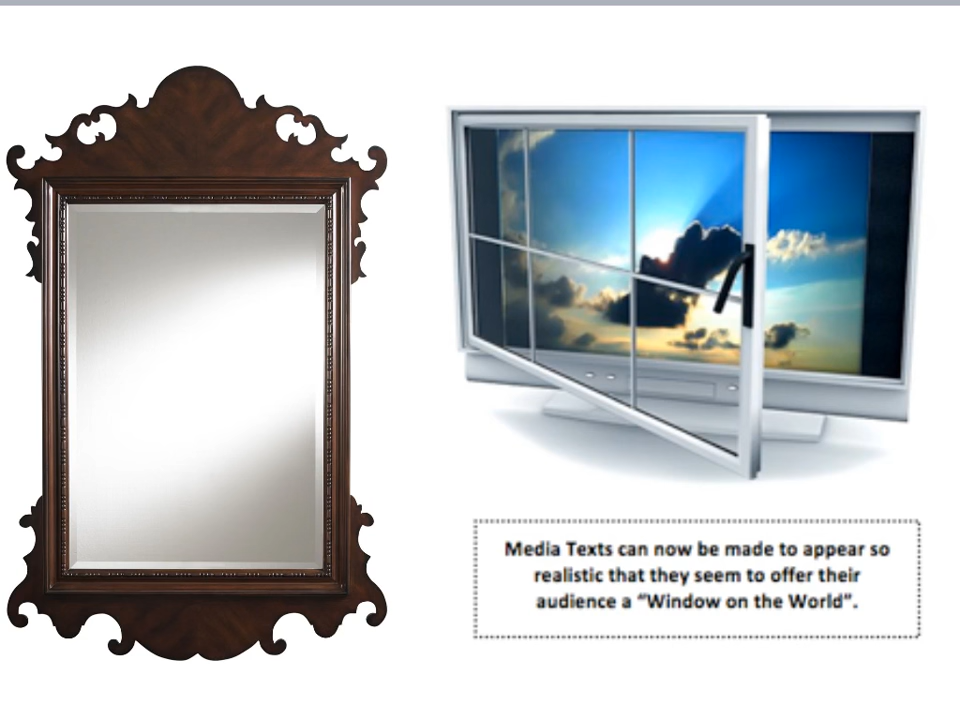 Media Texts can now be made to appear so
realistic that they seem to offer their
audience a “Window on the World”.